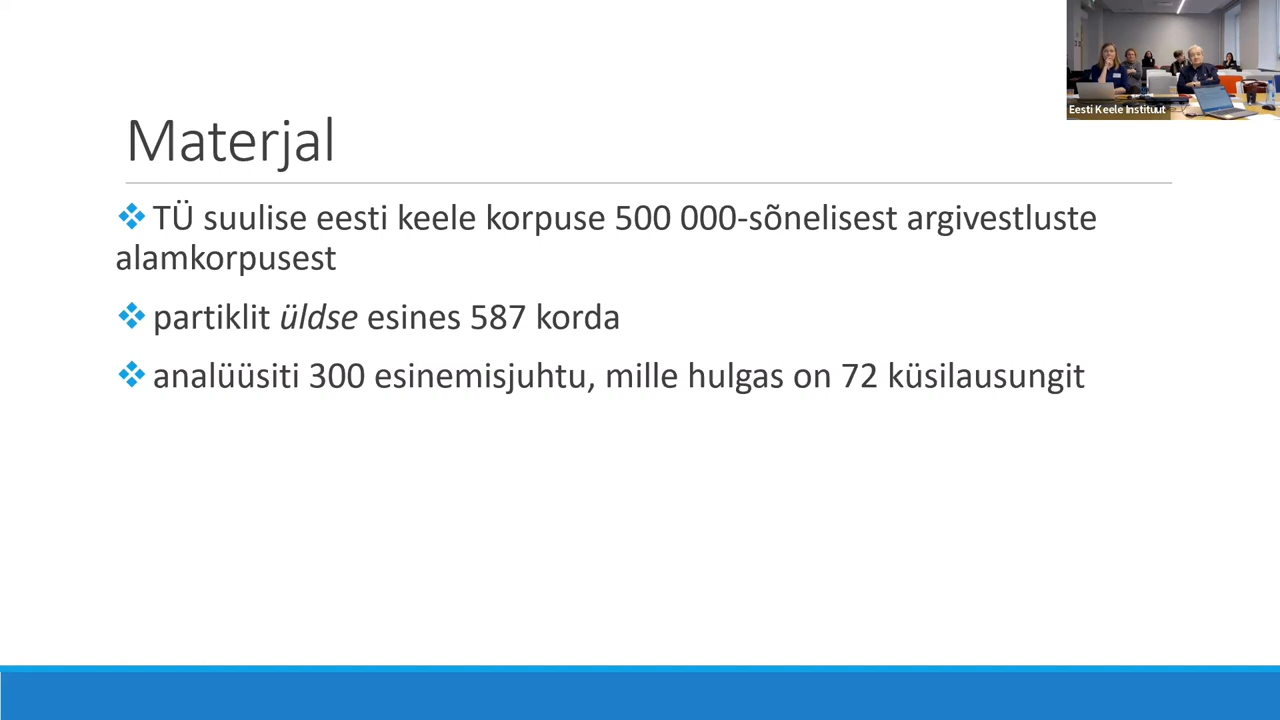 Eesti Keele Instituut
Materjal
TÜ suulise eesti keele korpuse 500 000-sõnelisest argivestluste
alamkorpusest
partiklit üldse esines 587 korda
analüüsiti 300 esinemisjuhtu, mille hulgas on 72 küsilausungit